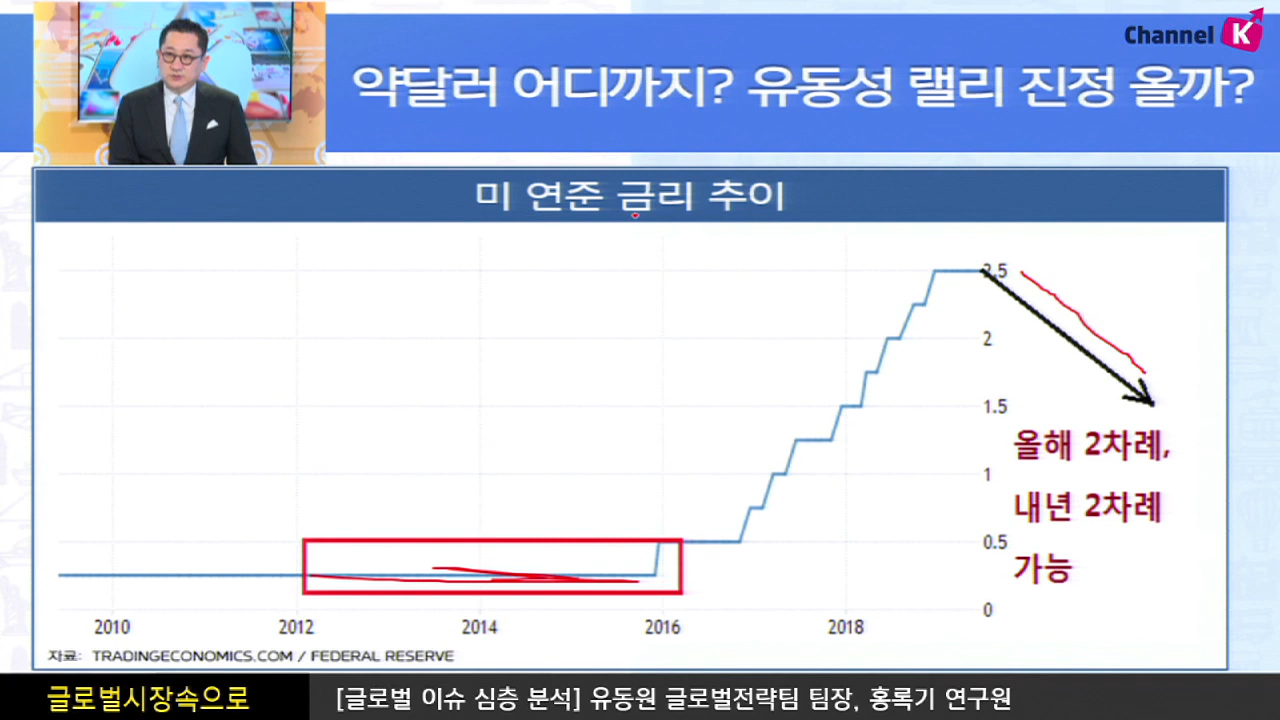 Channel K
약달러 어디까지? 유동성 랠리 진정 올까?
미 연준 금리 추이
2.5
2
1.5
1
0.5
0
올해 2차례,
내년 2차례
가능
2010 2012 2014 2016 2018
자료: TRADINGECONOMICS.COM / FEDERAL RESERVE
글로벌시장속으로 [글로벌 이슈 심층 분석] 유동원 글로벌전략팀 팀장, 홍록기 연구원